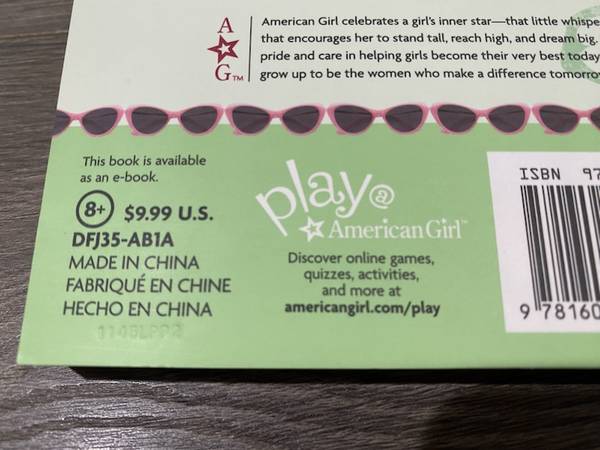 A
G TM
American Girl celebrates a girl's inner star—that little whispe
that encourages her to stand tall, reach high, and dream big.
pride and care in helping girls become their very best today
grow up to be the women who make a difference tomorro
This book is available
as an e-book.
8+ $9.99 U.S.
DFJ35-AB1A
MADE IN CHINA
FABRIQUÉ EN CHINE
HECHO EN CHINA
play@
American Girl™
Discover online games,
quizzes, activities,
and more at
americangirl.com/play
ISBN 97
9 78160